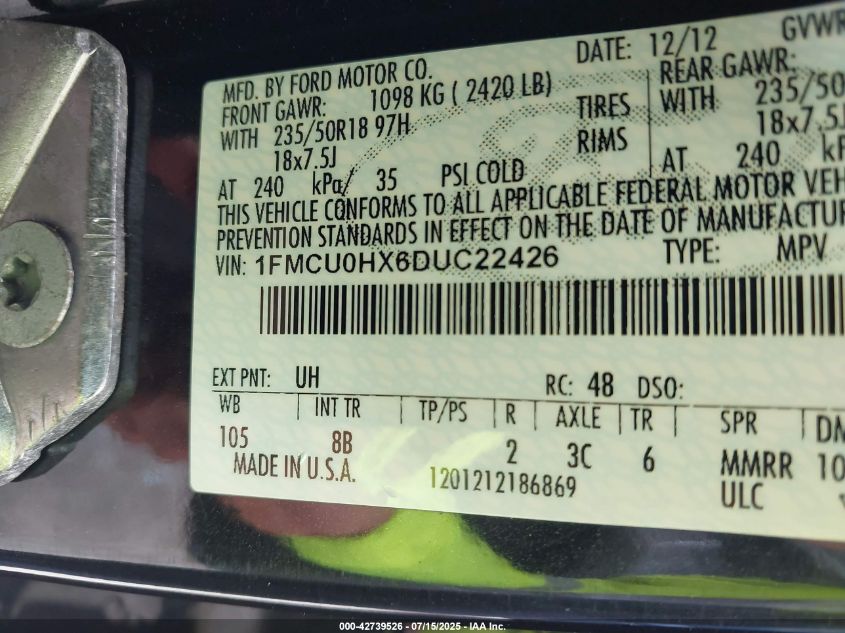 MFD. BY FORD MOTOR CO. DATE: 12/12 GVWR
FRONT GAWR: 1098 KG ( 2420 LB) REAR GAWR:
WITH 235/50R18 97H TIRES WITH 235/50
18x7.5J RIMS 18x7.5J
AT 240 kPa/ 35 PSI COLD AT 240 kP
THIS VEHICLE CONFORMS TO ALL APPLICABLE FEDERAL MOTOR VEH
PREVENTION STANDARDS IN EFFECT ON THE DATE OF MANUFACTUR
VIN: 1FMCU0HX6DUC22426 TYPE: MPV
EXT PNT: UH RC: 48 DSO:
WB INT TR TP/PS R AXLE TR SPR DM
105 8B 2 3C 6 MMRR 10
MADE IN U.S.A. 1201212186869 ULC
000-42739526 - 07/15/2025 - IAA Inc.